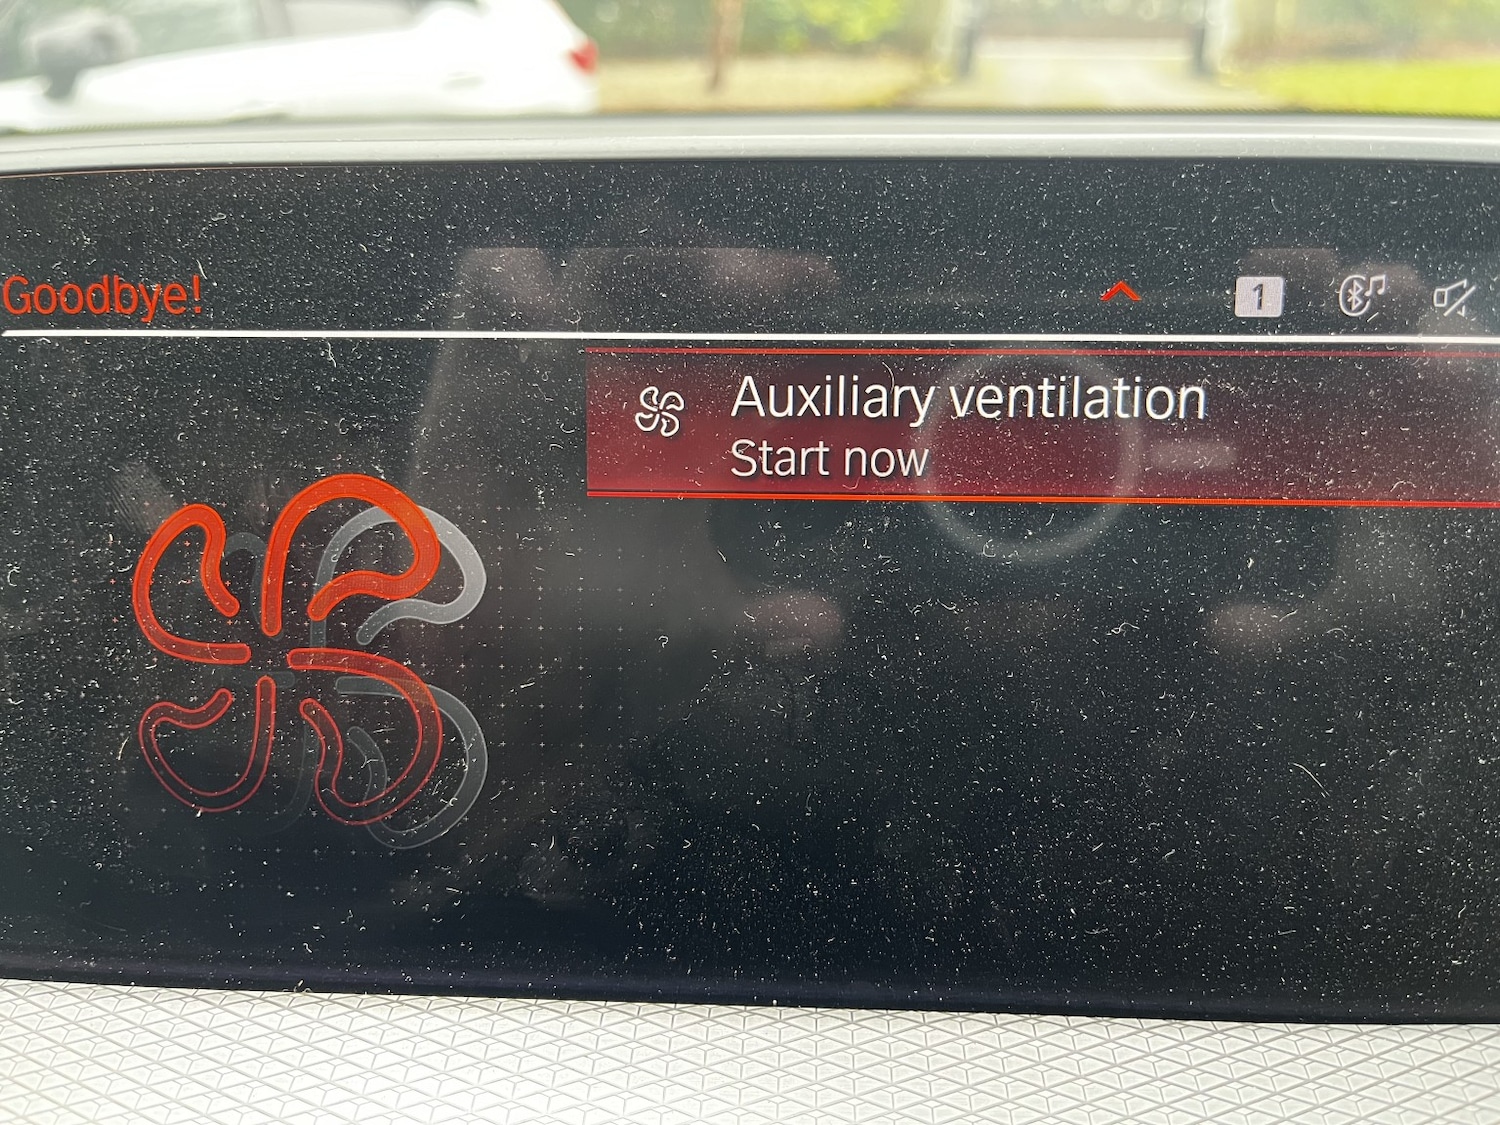 Goodbye!
1
Auxiliary ventilation
Start now